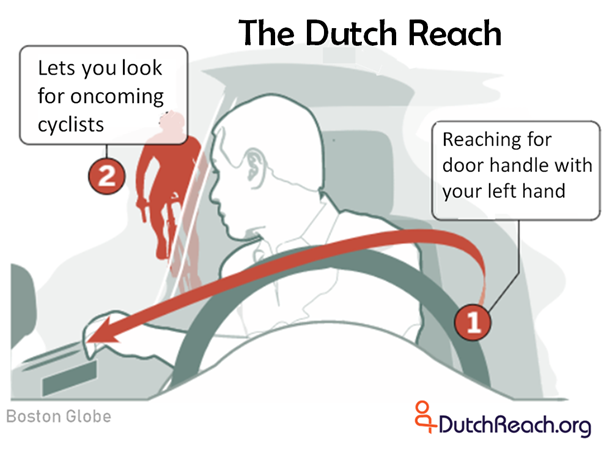 The Dutch Reach
Lets you look
for oncoming
cyclists
2
Reaching for
door handle with
your left hand
1
Boston Globe
DutchReach.org